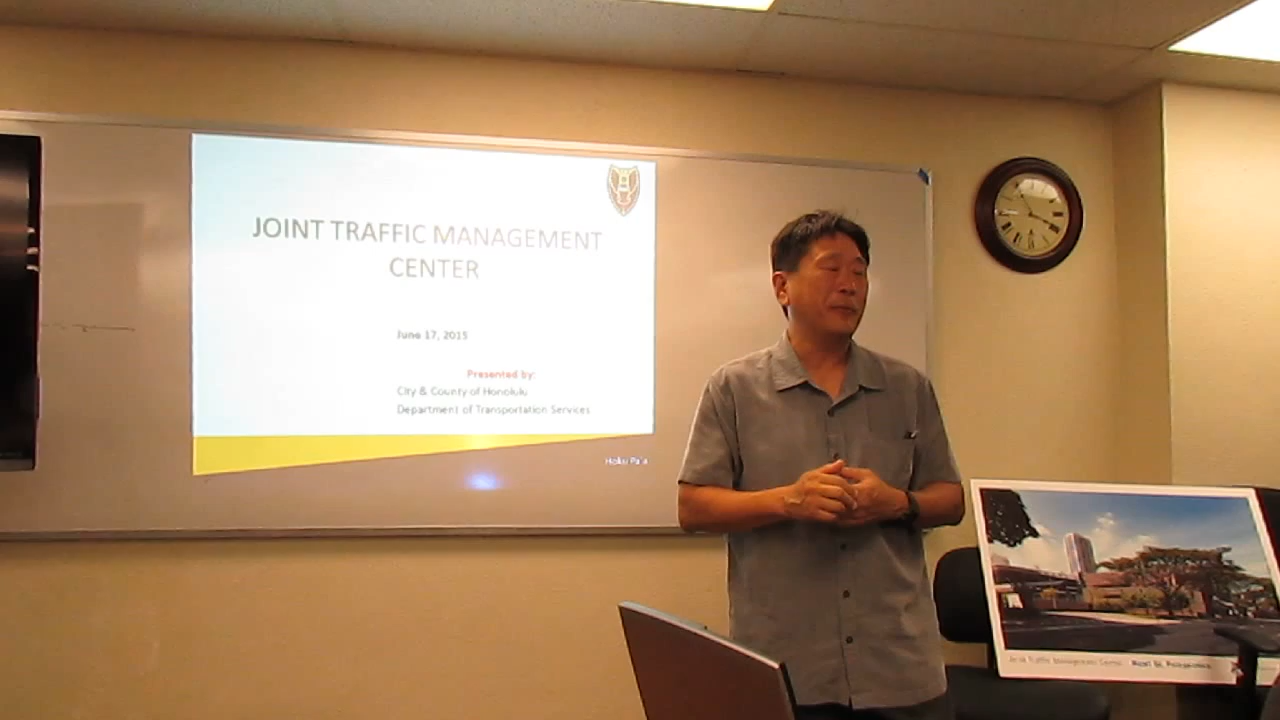 JOINT TRAFFIC MANAGEMENT
CENTER
June 17, 2015
Presented by:
City & County of Honolulu
Department of Transportation Services
Hoku Pa'a
Joint Traffic Management Center